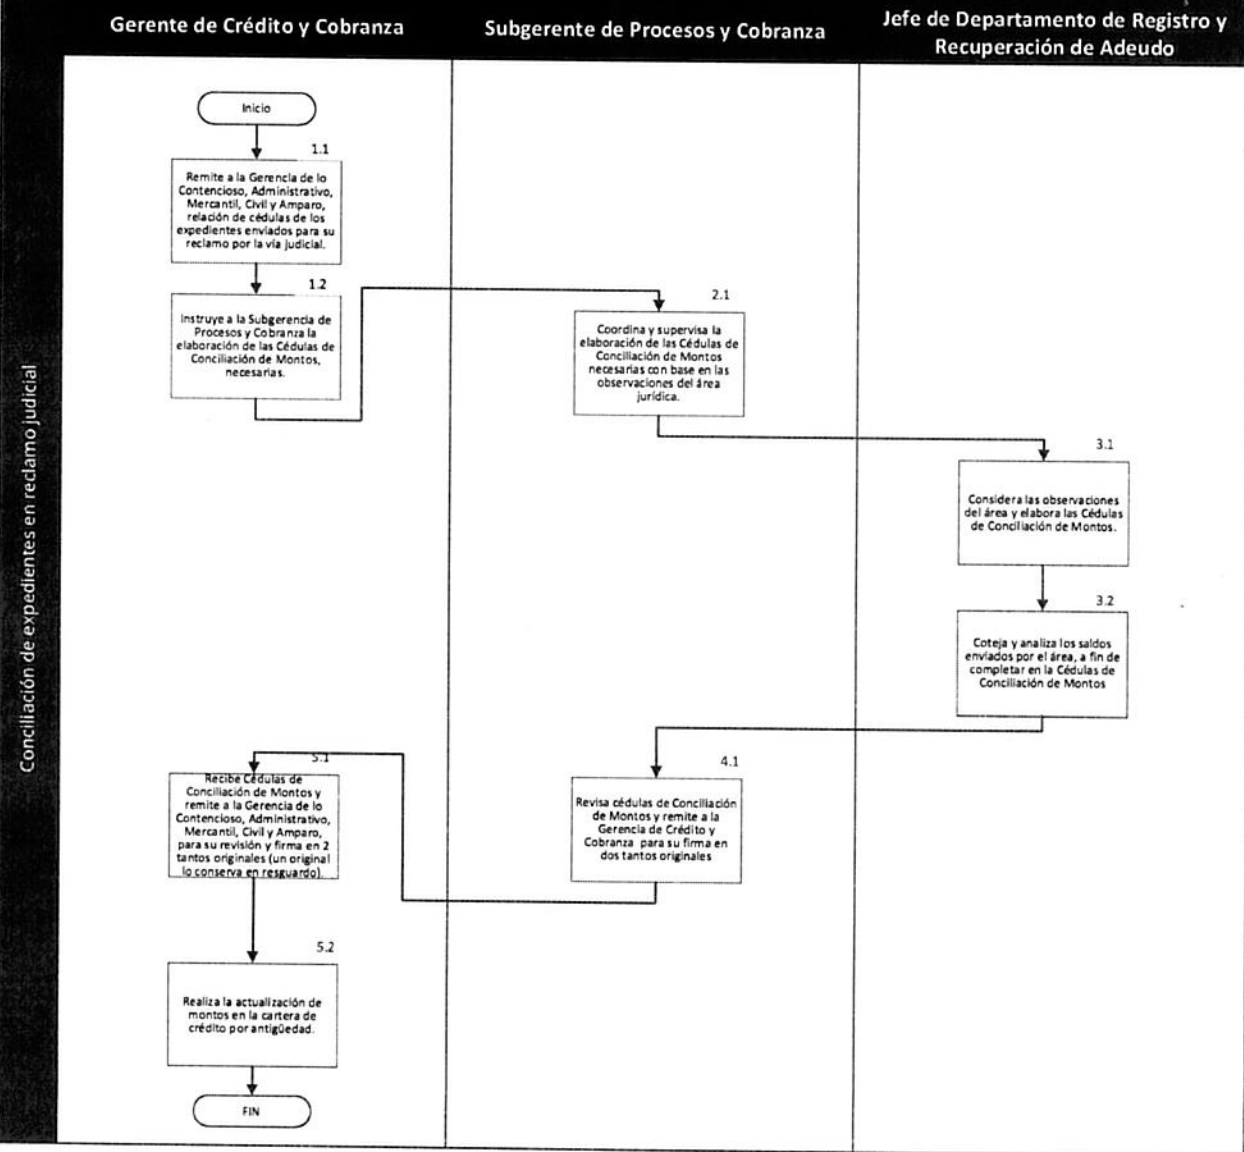 Gerente de Crédito y Cobranza
Subgerente de Procesos y Cobranza
Jefe de Departamento de Registro y
Recuperación de Adeudo
Conciliación de expedientes en reclamo judicial
Inicio
1.1
Remite a la Gerencia de lo
Contencioso, Administrativo,
Mercantil, Civil y Amparo,
relación de cédulas de los
expedientes enviados para su
reclamo por la vía judicial.
1.2
Instruye a la Subgerencia de
Procesos y Cobranza la
elaboración de las Cédulas de
Conciliación de Montos,
necesarias.
2.1
Coordina y supervisa la
elaboración de las Cédulas de
Conciliación de Montos
necesarias con base en las
observaciones del área
jurídica.
3.1
Considera las observaciones
del área y elabora las Cédulas
de Conciliación de Montos.
3.2
Coteja y analiza los saldos
enviados por el área, a fin de
completar en la Cédulas de
Conciliación de Montos
4.1
Revisa cédulas de Conciliación
de Montos y remite a la
Gerencia de Crédito y
Cobranza para su firma en
dos tantos originales
5.1
Recibe Cédulas de
Conciliación de Montos y
remite a la Gerencia de lo
Contencioso, Administrativo,
Mercantil, Civil y Amparo,
para su revisión y firma en 2
tantos originales (un original
lo conserva en resguardo).
5.2
Realiza la actualización de
montos en la cartera de
crédito por antigüedad.
FIN